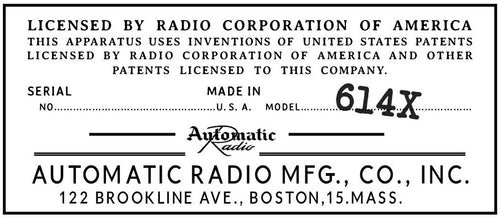 LICENSED BY RADIO CORPORATION OF AMERICA
THIS APPARATUS USES INVENTIONS OF UNITED STATES PATENTS
LICENSED BY RADIO CORPORATION OF AMERICA AND OTHER
PATENTS LICENSED TO THIS COMPANY.
SERIAL MADE IN
NO.............................................U.S.A. MODEL..........614X..........
Automatic
Radio
AUTOMATIC RADIO MFG., CO., INC.
122 BROOKLINE AVE., BOSTON,15.MASS.